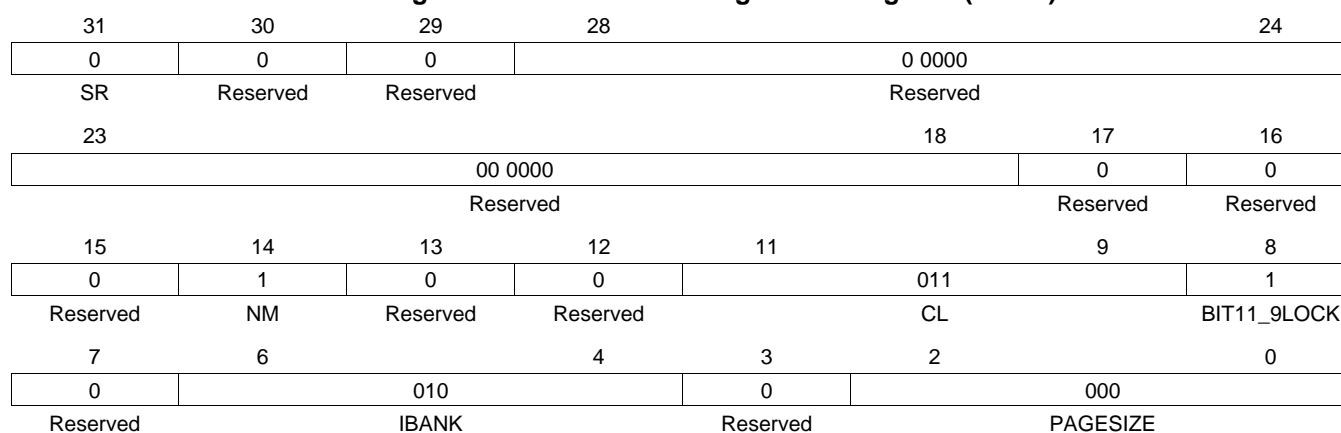 31 30 29 28 24
0 0 0 0 0000
SR Reserved Reserved Reserved
23 18 17 16
00 0000 0 0
Reserved Reserved Reserved
15 14 13 12 11 9 8
0 1 0 0 011 1
Reserved NM Reserved Reserved CL BIT11_9LOCK
7 6 4 3 2 0
0 010 0 000
Reserved IBANK Reserved PAGESIZE